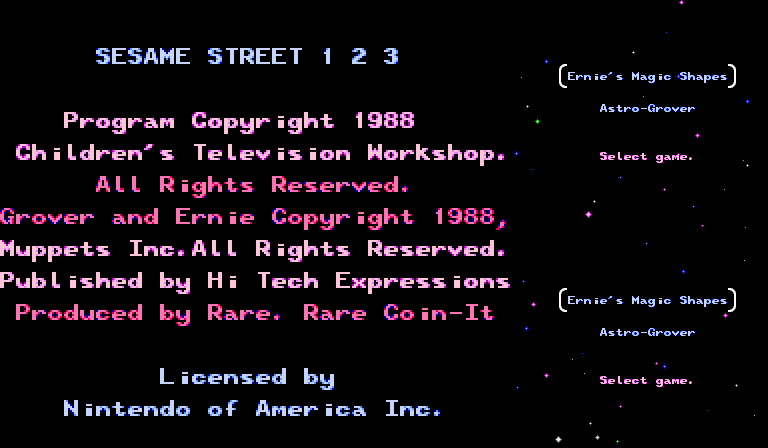 SESAME STREET 1 2 3
Program Copyright 1988
Children's Television Workshop.
All Rights Reserved.
Grover and Ernie Copyright 1988,
Muppets Inc.All Rights Reserved.
Published by Hi Tech Expressions
Produced by Rare. Rare Coin-It
Licensed by
Nintendo of America Inc.
Ernie's Magic Shapes
Astro-Grover
Select game.
Ernie's Magic Shapes
Astro-Grover
Select game.